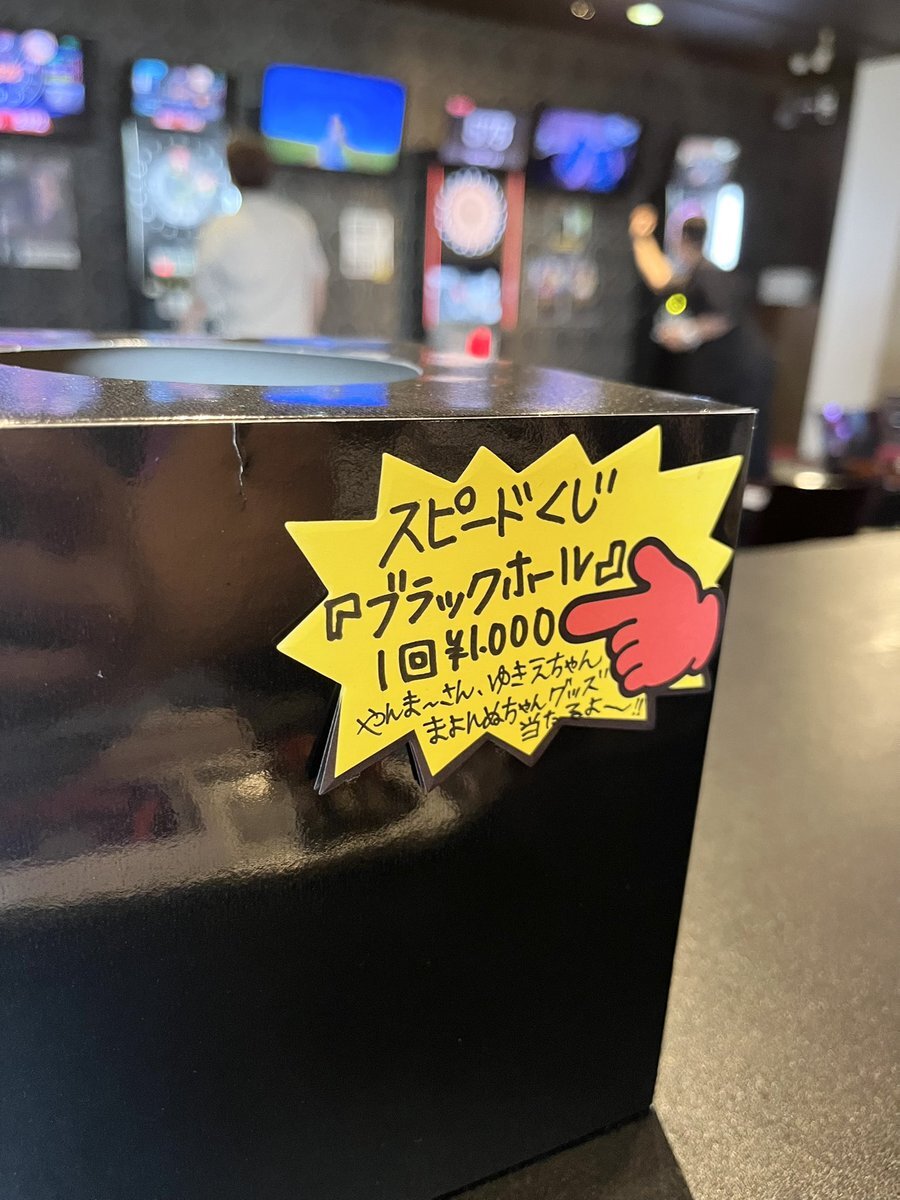 スピードくじ
『ブラックホール』
1回¥1.000
やんま～さん、ゆきえちゃん
まよんぬちゃんグッズ
当たるよ～!!